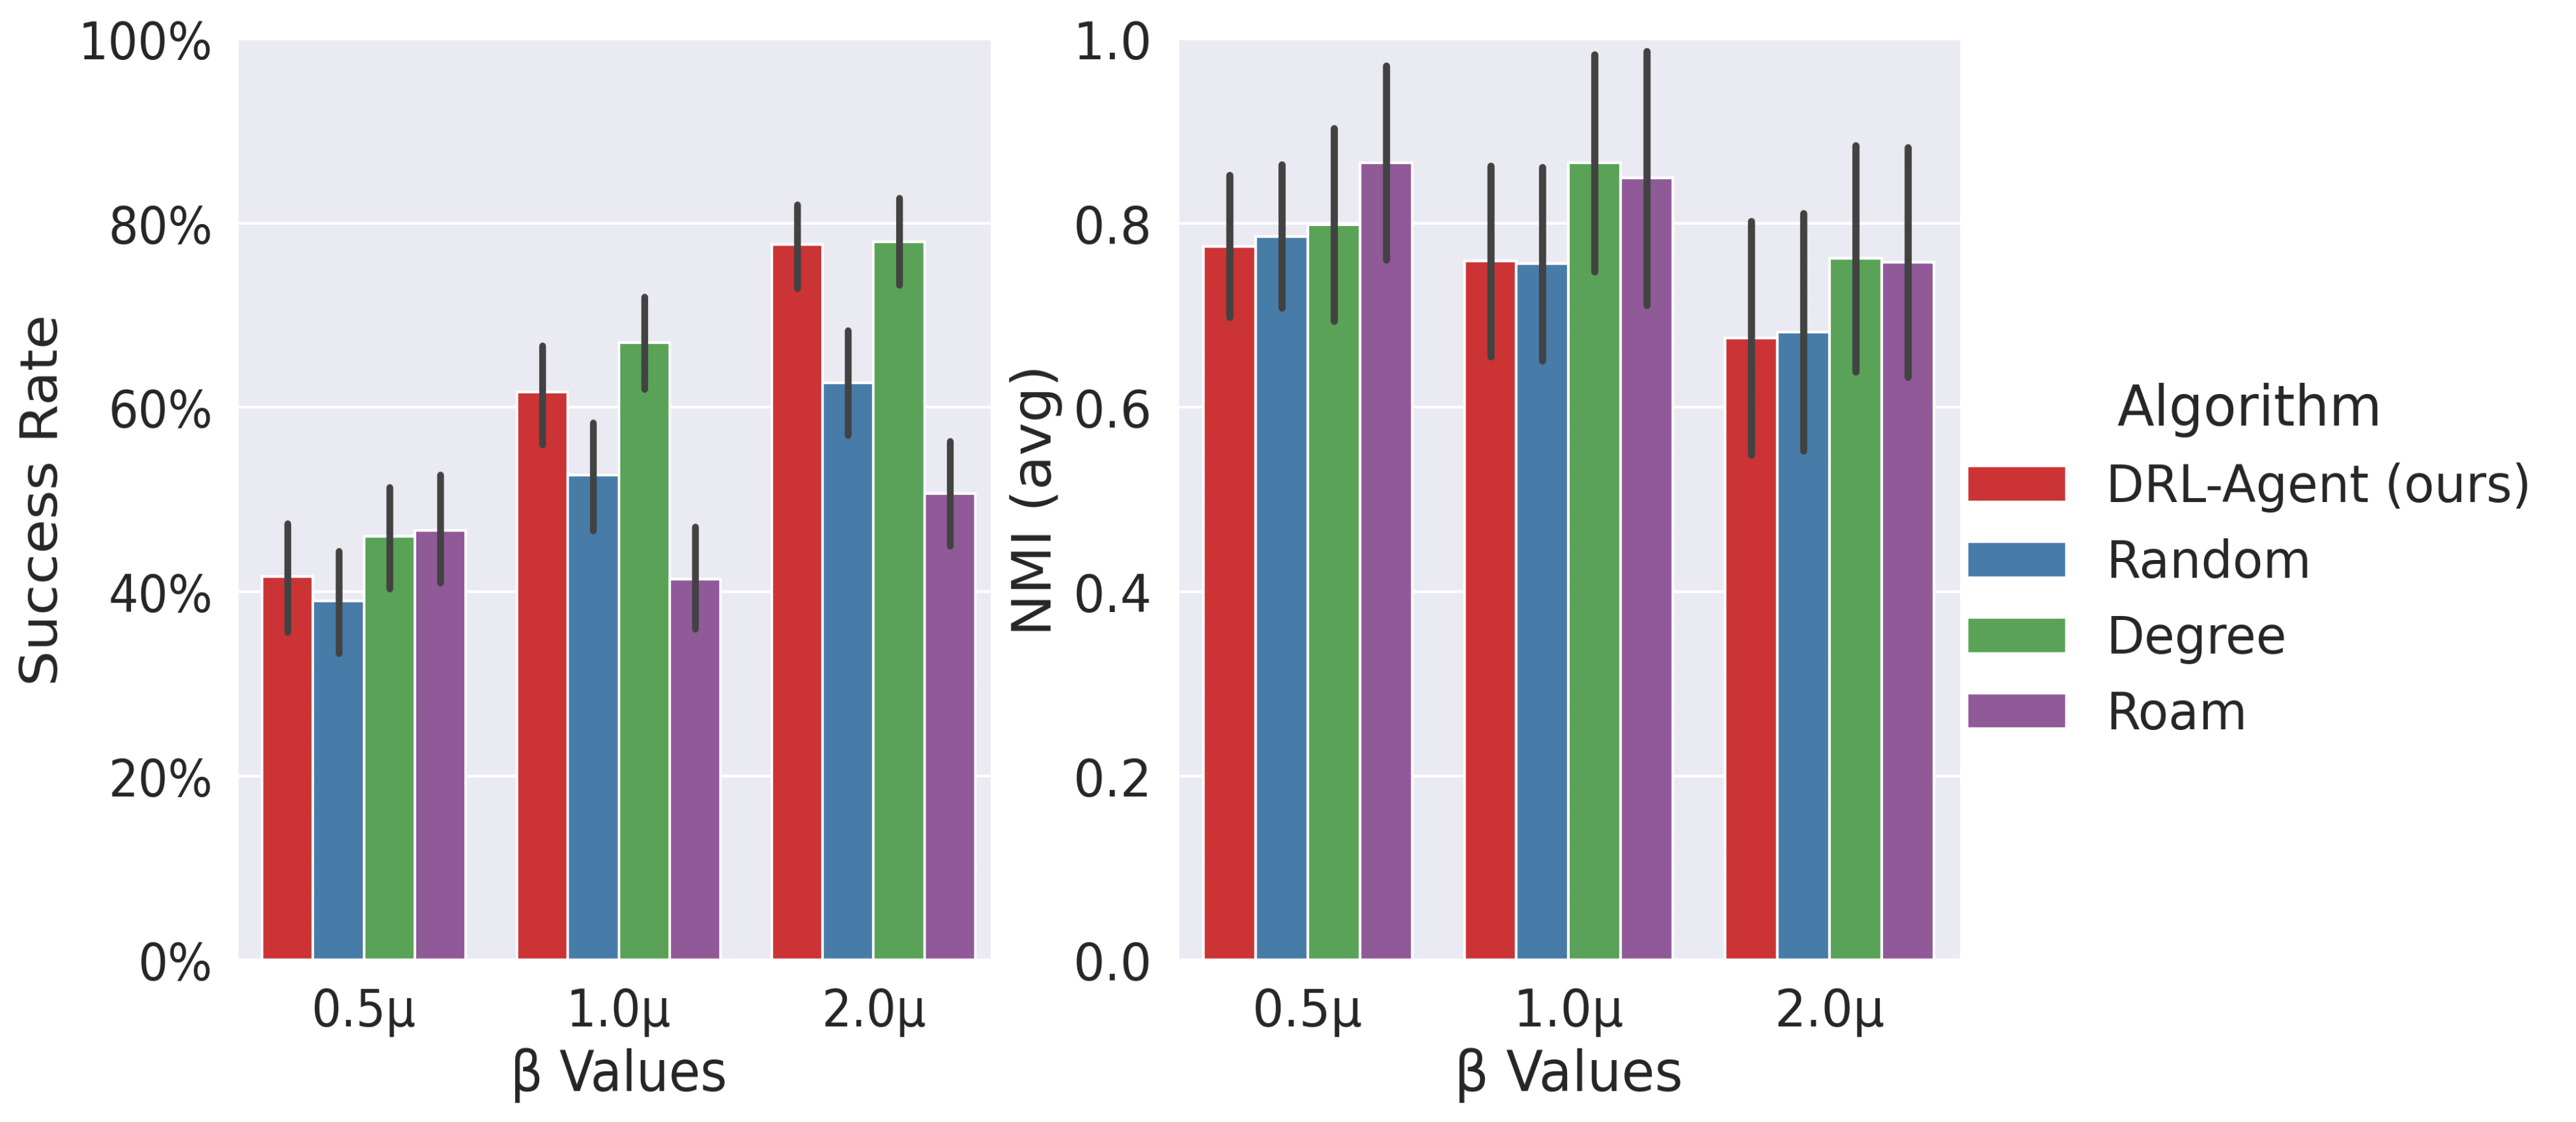 100%
80%
60%
40%
20%
0%
Success Rate
0.5μ 1.0μ 2.0μ
β Values
1.0
0.8
0.6
0.4
0.2
0.0
NMI (avg)
0.5μ 1.0μ 2.0μ
β Values
Algorithm
DRL-Agent (ours)
Random
Degree
Roam